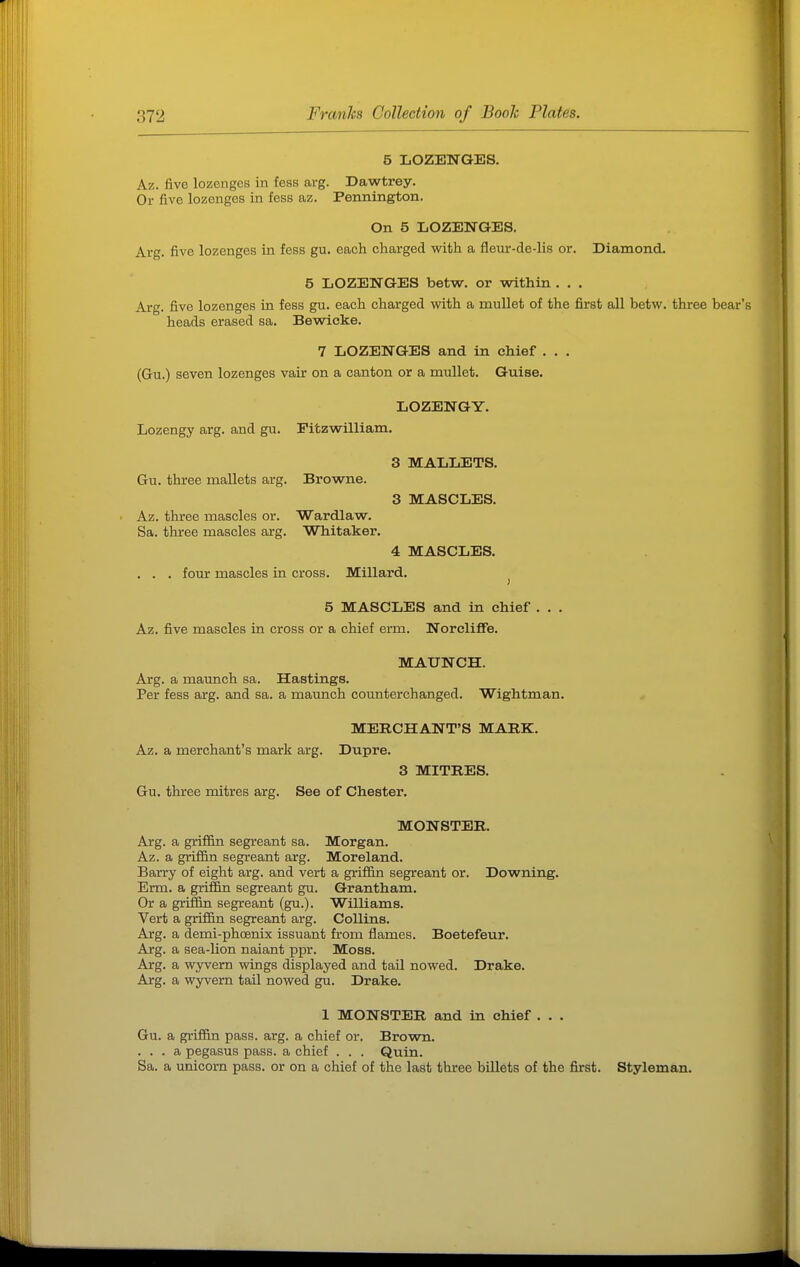 372 Franks Collection of Book Plates.
5 LOZENGES.
Az. five lozenges in fess arg. Dawtrey.
Or five lozenges in fess az. Pennington.
On 5 LOZENGES.
Arg. five lozenges in fess gu. each charged with a fleur-de-lis or. Diamond.
5 LOZENGES betw. or within . . .
Arg. five lozenges in fess gu. each charged with a mullet of the first all betw. three bear's
heads erased sa. Bewicke.
7 LOZENGES and in chief . . .
(Gu.) seven lozenges vair on a canton or a mullet. Guise.
LOZENGY.
Lozengy arg. and gu. Fitzwilliam.
3 MALLETS.
Gu. three mallets arg. Browne.
3 MASCLES.
Az. three mascles or. Wardlaw.
Sa. three mascles arg. Whitaker.
4 MASCLES.
. . . four mascles in cross. Millard.
5 MASCLES and in chief . . .
Az. five mascles in cross or a chief erm. Norcliffe.
MAUNCH.
Arg. a maunch sa. Hastings.
Per fess arg. and sa. a maunch counterchanged. Wightman.
MERCHANT'S MARK.
Az. a merchant's mark arg. Dupre.
3 MITRES.
Gu. three mitres arg. See of Chester.
MONSTER.
Arg. a griffin segreant sa. Morgan.
Az. a griffin segreant arg. Moreland.
Barry of eight arg. and vert a griffin segreant or. Downing.
Erm. a griffin segreant gu. Grantham.
Or a griffin segreant (gu.). Williams.
Vert a griffin segreant arg. Collins.
Arg. a demi-phœnix issuant from flames. Boetefeur.
Arg. a sea-lion naiant ppr. Moss.
Arg. a wyvern wings displayed and tail nowed. Drake.
Arg. a wyvern tail nowed gu. Drake.
1 MONSTER and in chief . . .
Gu. a griffin pass. arg. a chief or. Brown.
. . . a pegasus pass. a chief . . . Quin.
Sa. a unicorn pass. or on a chief of the last three billets of the first. Styleman.